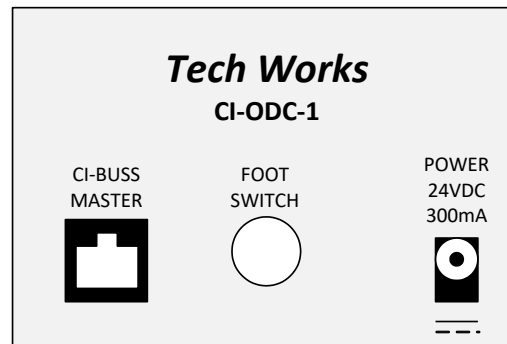 Tech Works
CI-ODC-1
CI-BUSS
MASTER
FOOT
SWITCH
POWER
24VDC
300mA